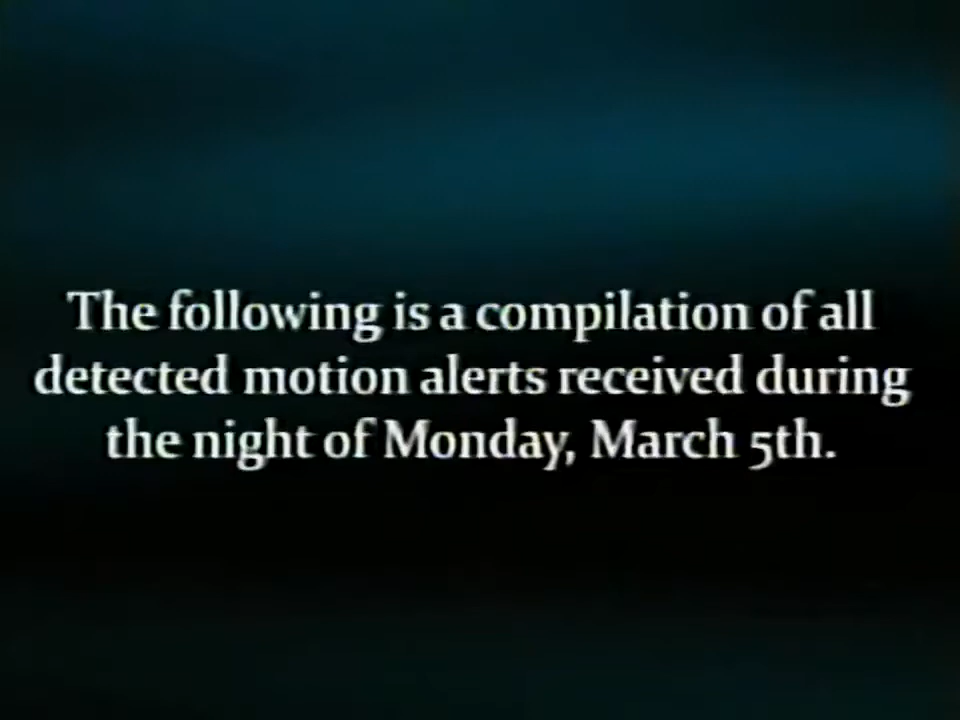 The following is a compilation of all
detected motion alerts received during
the night of Monday, March 5th.